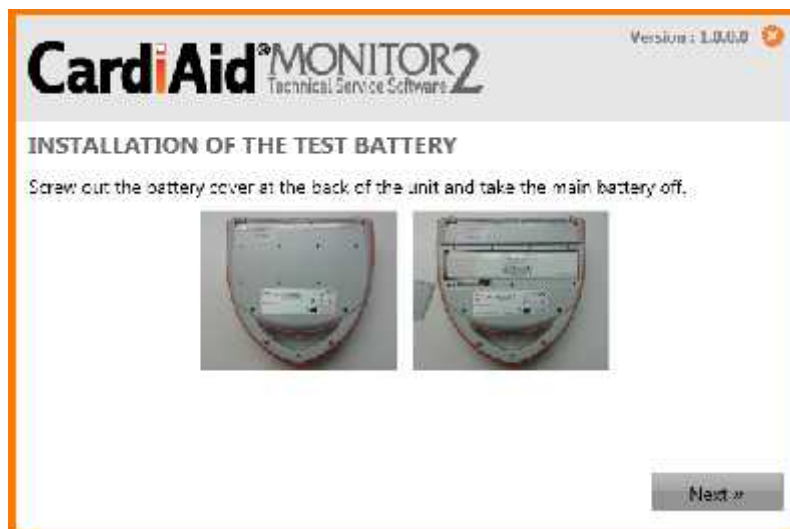 Version : 1.0.0.0
CardiAid® MONITOR2
Technical Service Software
INSTALLATION OF THE TEST BATTERY
Screw out the battery cover at the back of the unit and take the main battery off.
Next »